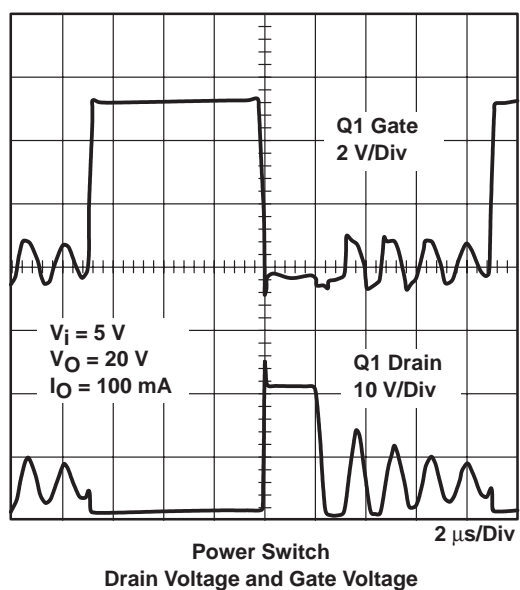 Q1 Gate
2 V/Div
Vi = 5 V
VO = 20 V
IO = 100 mA
Q1 Drain
10 V/Div
2 μs/Div
Power Switch
Drain Voltage and Gate Voltage